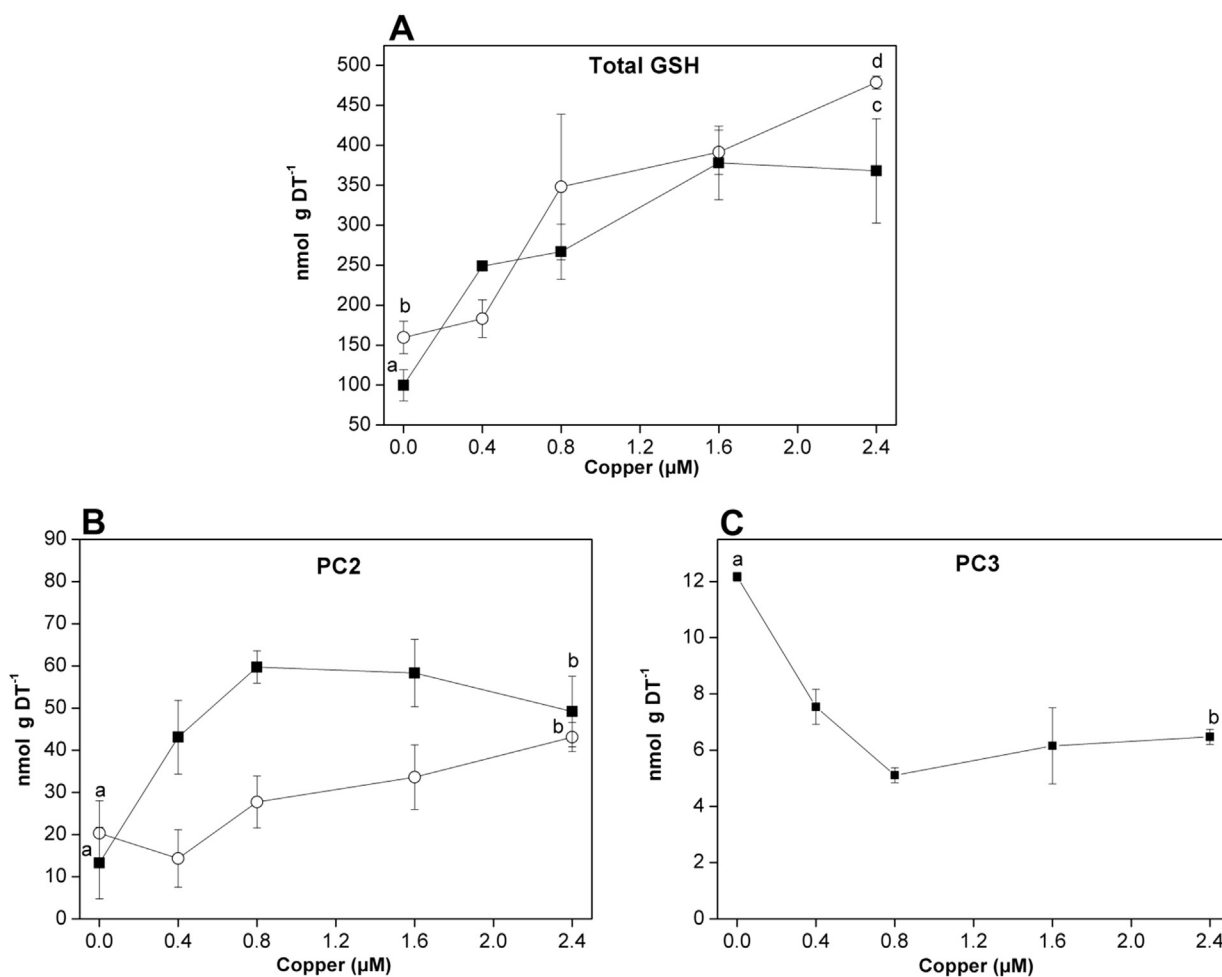 A
Total GSH
500
450
400
350
300
250
200
150
100
50
nmol g DT-1
d
c
b
a
0.0 0.4 0.8 1.2 1.6 2.0 2.4
Copper (µM)
B
PC2
90
80
70
60
50
40
30
20
10
0
nmol g DT-1
a
a
b
b
0.0 0.4 0.8 1.2 1.6 2.0 2.4
Copper (µM)
C
PC3
12
10
8
6
4
2
0
nmol g DT-1
a
b
0.0 0.4 0.8 1.2 1.6 2.0 2.4
Copper (µM)